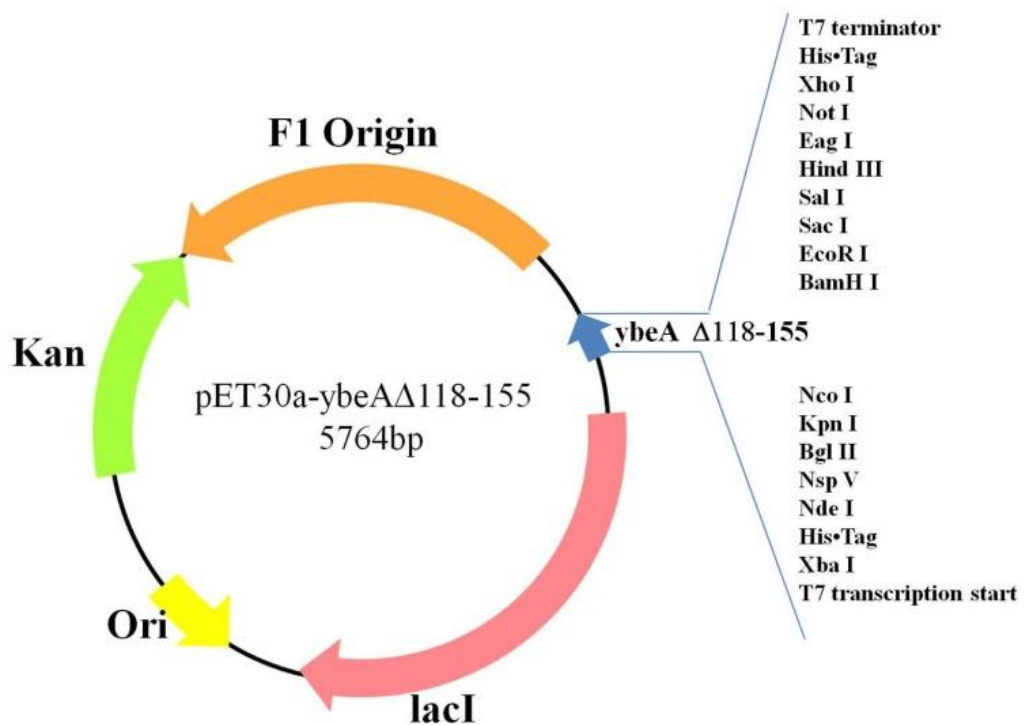 T7 terminator
His•Tag
Xho I
Not I
Eag I
Hind III
Sal I
Sac I
EcoR I
BamH I
F1 Origin
ybeA Δ118-155
Kan
pET30a-ybeAΔ118-155
5764bp
Nco I
Kpn I
Bgl II
Nsp V
Nde I
His•Tag
Xba I
T7 transcription start
Ori
lacI